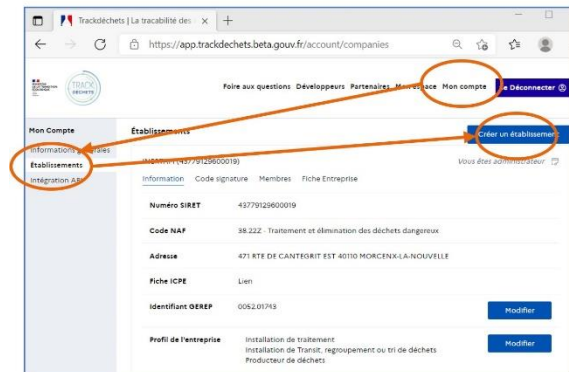 Trackdéchets | La traçabilité des
https://app.trackdechets.beta.gouv.fr/account/companies
TRACK
DÉCHETS
Foire aux questions Développeurs Partenaires Mon espace Mon compte
Se Déconnecter
Mon Compte
Informations générales
Établissements
Intégration API
Établissements
Créer un établissement
(43779129600019)
Vous êtes administrateur
Information Code signature Membres Fiche Entreprise
Numéro SIRET 43779129600019
Code NAF 38.22Z - Traitement et élimination des déchets dangereux
Adresse 471 RTE DE CANTEGRIT EST 40110 MORCENX-LA-NOUVELLE
Fiche ICPE Lien
Identifiant GEREP 0052.01743 Modifier
Profil de l'entreprise Installation de traitement Modifier
Installation de Transit, regroupement ou tri de déchets
Producteur de déchets